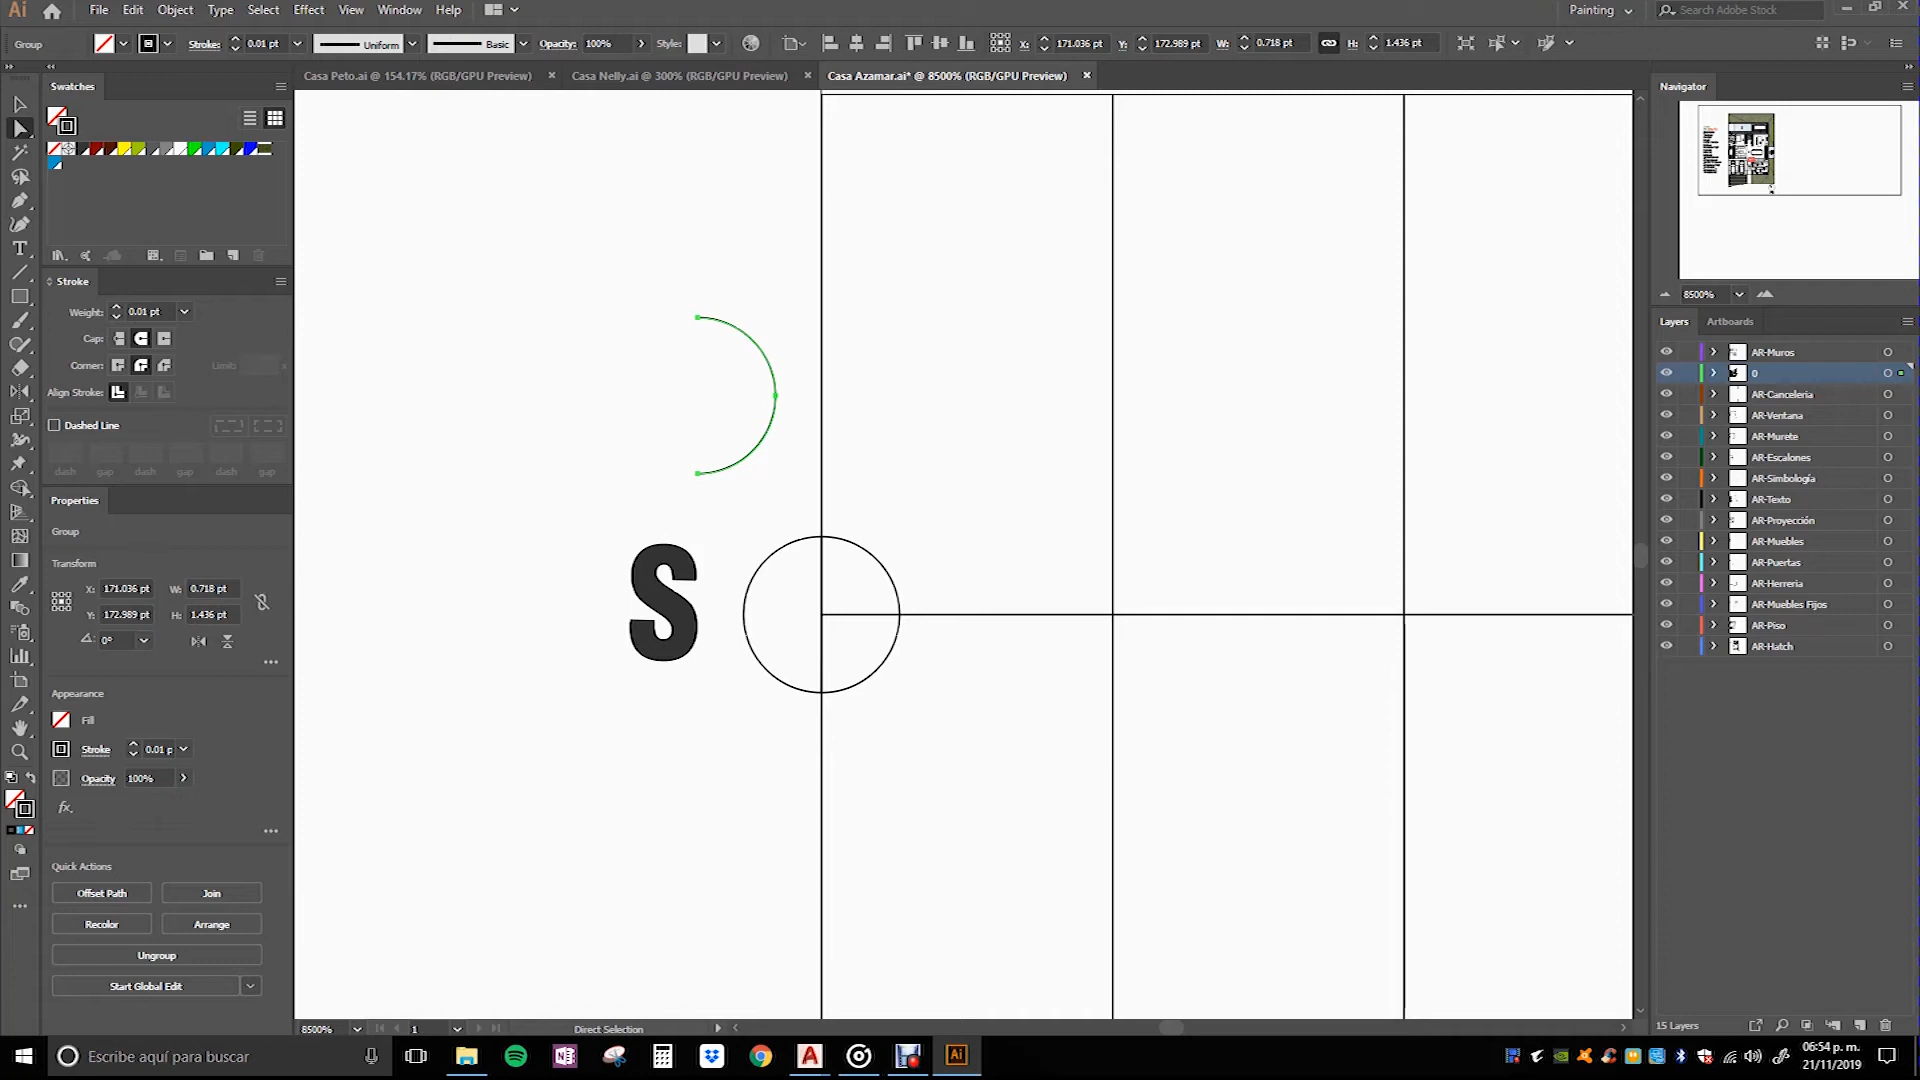 Ai File Edit Object Type Select Effect View Window Help Painting Search Adobe Stock
Group Stroke: 0.01 pt Uniform Basic Opacity: 100% Style: X: 171.036 pt Y: 172.989 pt W: 0.718 pt H: 1.436 pt
Casa Peto.ai @ 154.17% (RGB/GPU Preview) × Casa Nelly.ai @ 300% (RGB/GPU Preview) × Casa Azamar.ai* @ 8500% (RGB/GPU Preview) ×
Swatches
Stroke
Weight: 0.01 pt
Cap:
Corner: Limit:
Align Stroke:
Dashed Line
dash gap dash gap dash gap
Properties
Group
Transform
X: 171.036 pt W: 0.718 pt
Y: 172.989 pt H: 1.436 pt
0°
Appearance
Fill
Stroke 0.01 p
Opacity 100%
fx.
Quick Actions
Offset Path Join
Recolor Arrange
Ungroup
Start Global Edit
S
Navigator
8500%
Layers Artboards
AR-Muros
0
AR-Canceleria
AR-Ventana
AR-Murete
AR-Escalones
AR-Simbología
AR-Texto
AR-Proyección
AR-Muebles
AR-Puertas
AR-Herreria
AR-Muebles Fijos
AR-Piso
AR-Hatch
15 Layers
8500% 1 Direct Selection
Escribe aquí para buscar
06:54 p. m.
21/11/2019